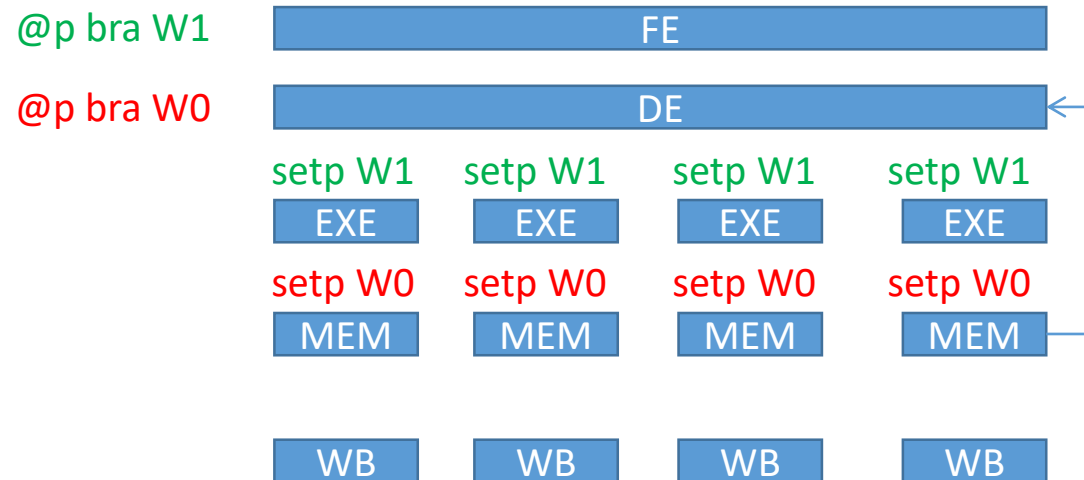 @p bra W1 FE
@p bra W0 DE
setp W1 setp W1 setp W1 setp W1
EXE EXE EXE EXE
setp W0 setp W0 setp W0 setp W0
MEM MEM MEM MEM
WB WB WB WB